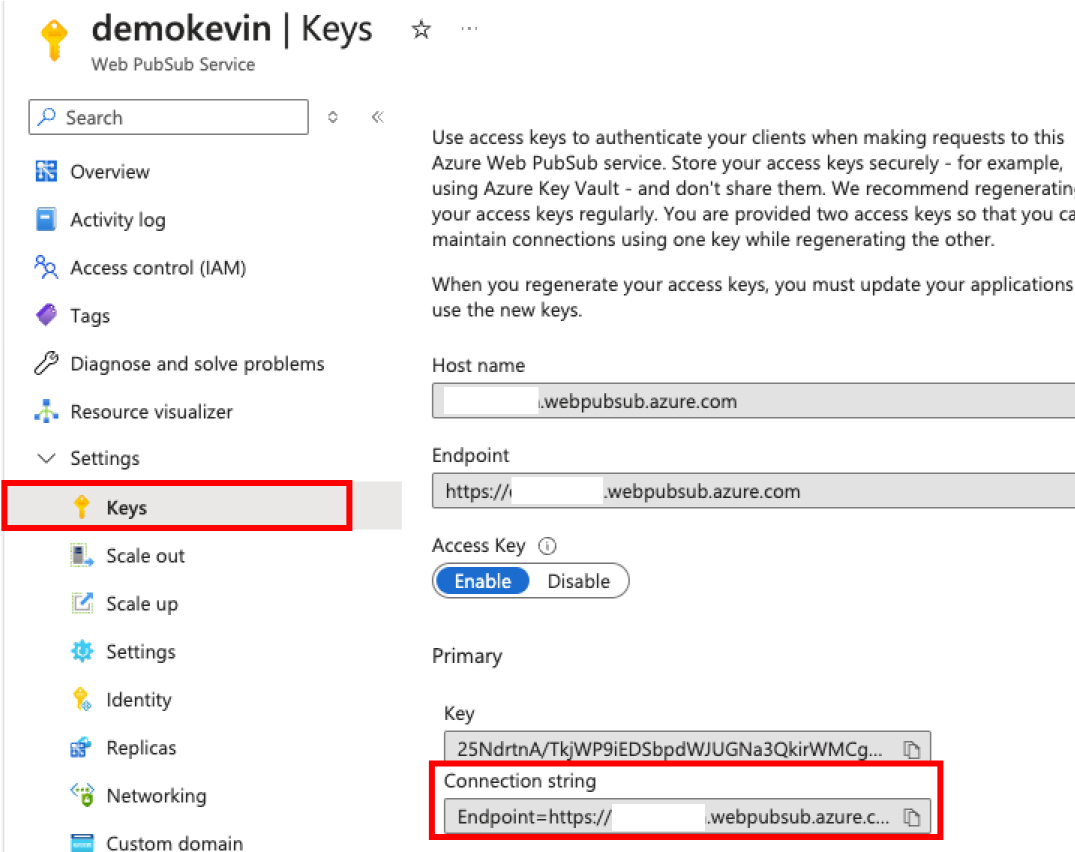 demokevin | Keys
Web PubSub Service
Search
Overview
Activity log
Access control (IAM)
Tags
Diagnose and solve problems
Resource visualizer
Settings
Keys
Scale out
Scale up
Settings
Identity
Replicas
Networking
Custom domain
Use access keys to authenticate your clients when making requests to this
Azure Web PubSub service. Store your access keys securely - for example,
using Azure Key Vault - and don't share them. We recommend regenerating
your access keys regularly. You are provided two access keys so that you ca
maintain connections using one key while regenerating the other.
When you regenerate your access keys, you must update your applications
use the new keys.
Host name
.webpubsub.azure.com
Endpoint
https:// .webpubsub.azure.com
Access Key
Enable Disable
Primary
Key
25NdrtnA/TkjWP9iEDSbpdWJUGNa3QkirWMCg...
Connection string
Endpoint=https:// .webpubsub.azure.c...